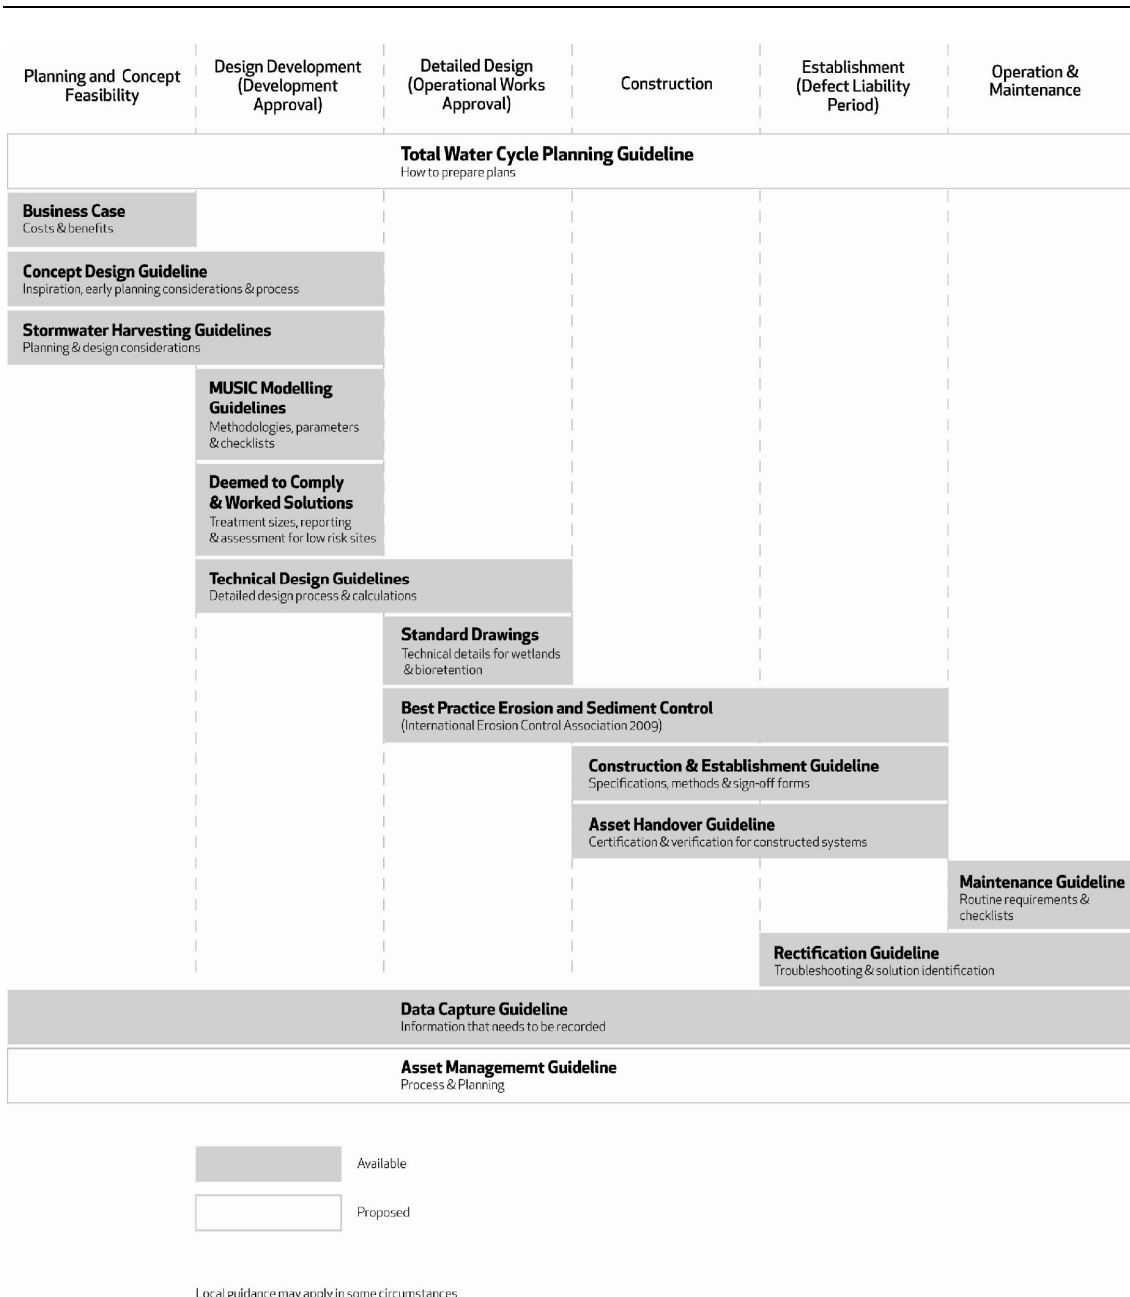 Planning and Concept
Feasibility
Design Development
(Development
Approval)
Detailed Design
(Operational Works
Approval)
Construction
Establishment
(Defect Liability
Period)
Operation &
Maintenance
Total Water Cycle Planning Guideline
How to prepare plans
Business Case
Costs & benefits
Concept Design Guideline
Inspiration, early planning considerations & process
Stormwater Harvesting Guidelines
Planning & design considerations
MUSIC Modelling
Guidelines
Methodologies, parameters
& checklists
Deemed to Comply
& Worked Solutions
Treatment sizes, reporting
& assessment for low risk sites
Technical Design Guidelines
Detailed design process & calculations
Standard Drawings
Technical details for wetlands
& bioretention
Best Practice Erosion and Sediment Control
(International Erosion Control Association 2009)
Construction & Establishment Guideline
Specifications, methods & sign-off forms
Asset Handover Guideline
Certification & verification for constructed systems
Maintenance Guideline
Routine requirements &
checklists
Rectification Guideline
Troubleshooting & solution identification
Data Capture Guideline
Information that needs to be recorded
Asset Managememt Guideline
Process & Planning
Available
Proposed
Local guidance may apply in some circumstances